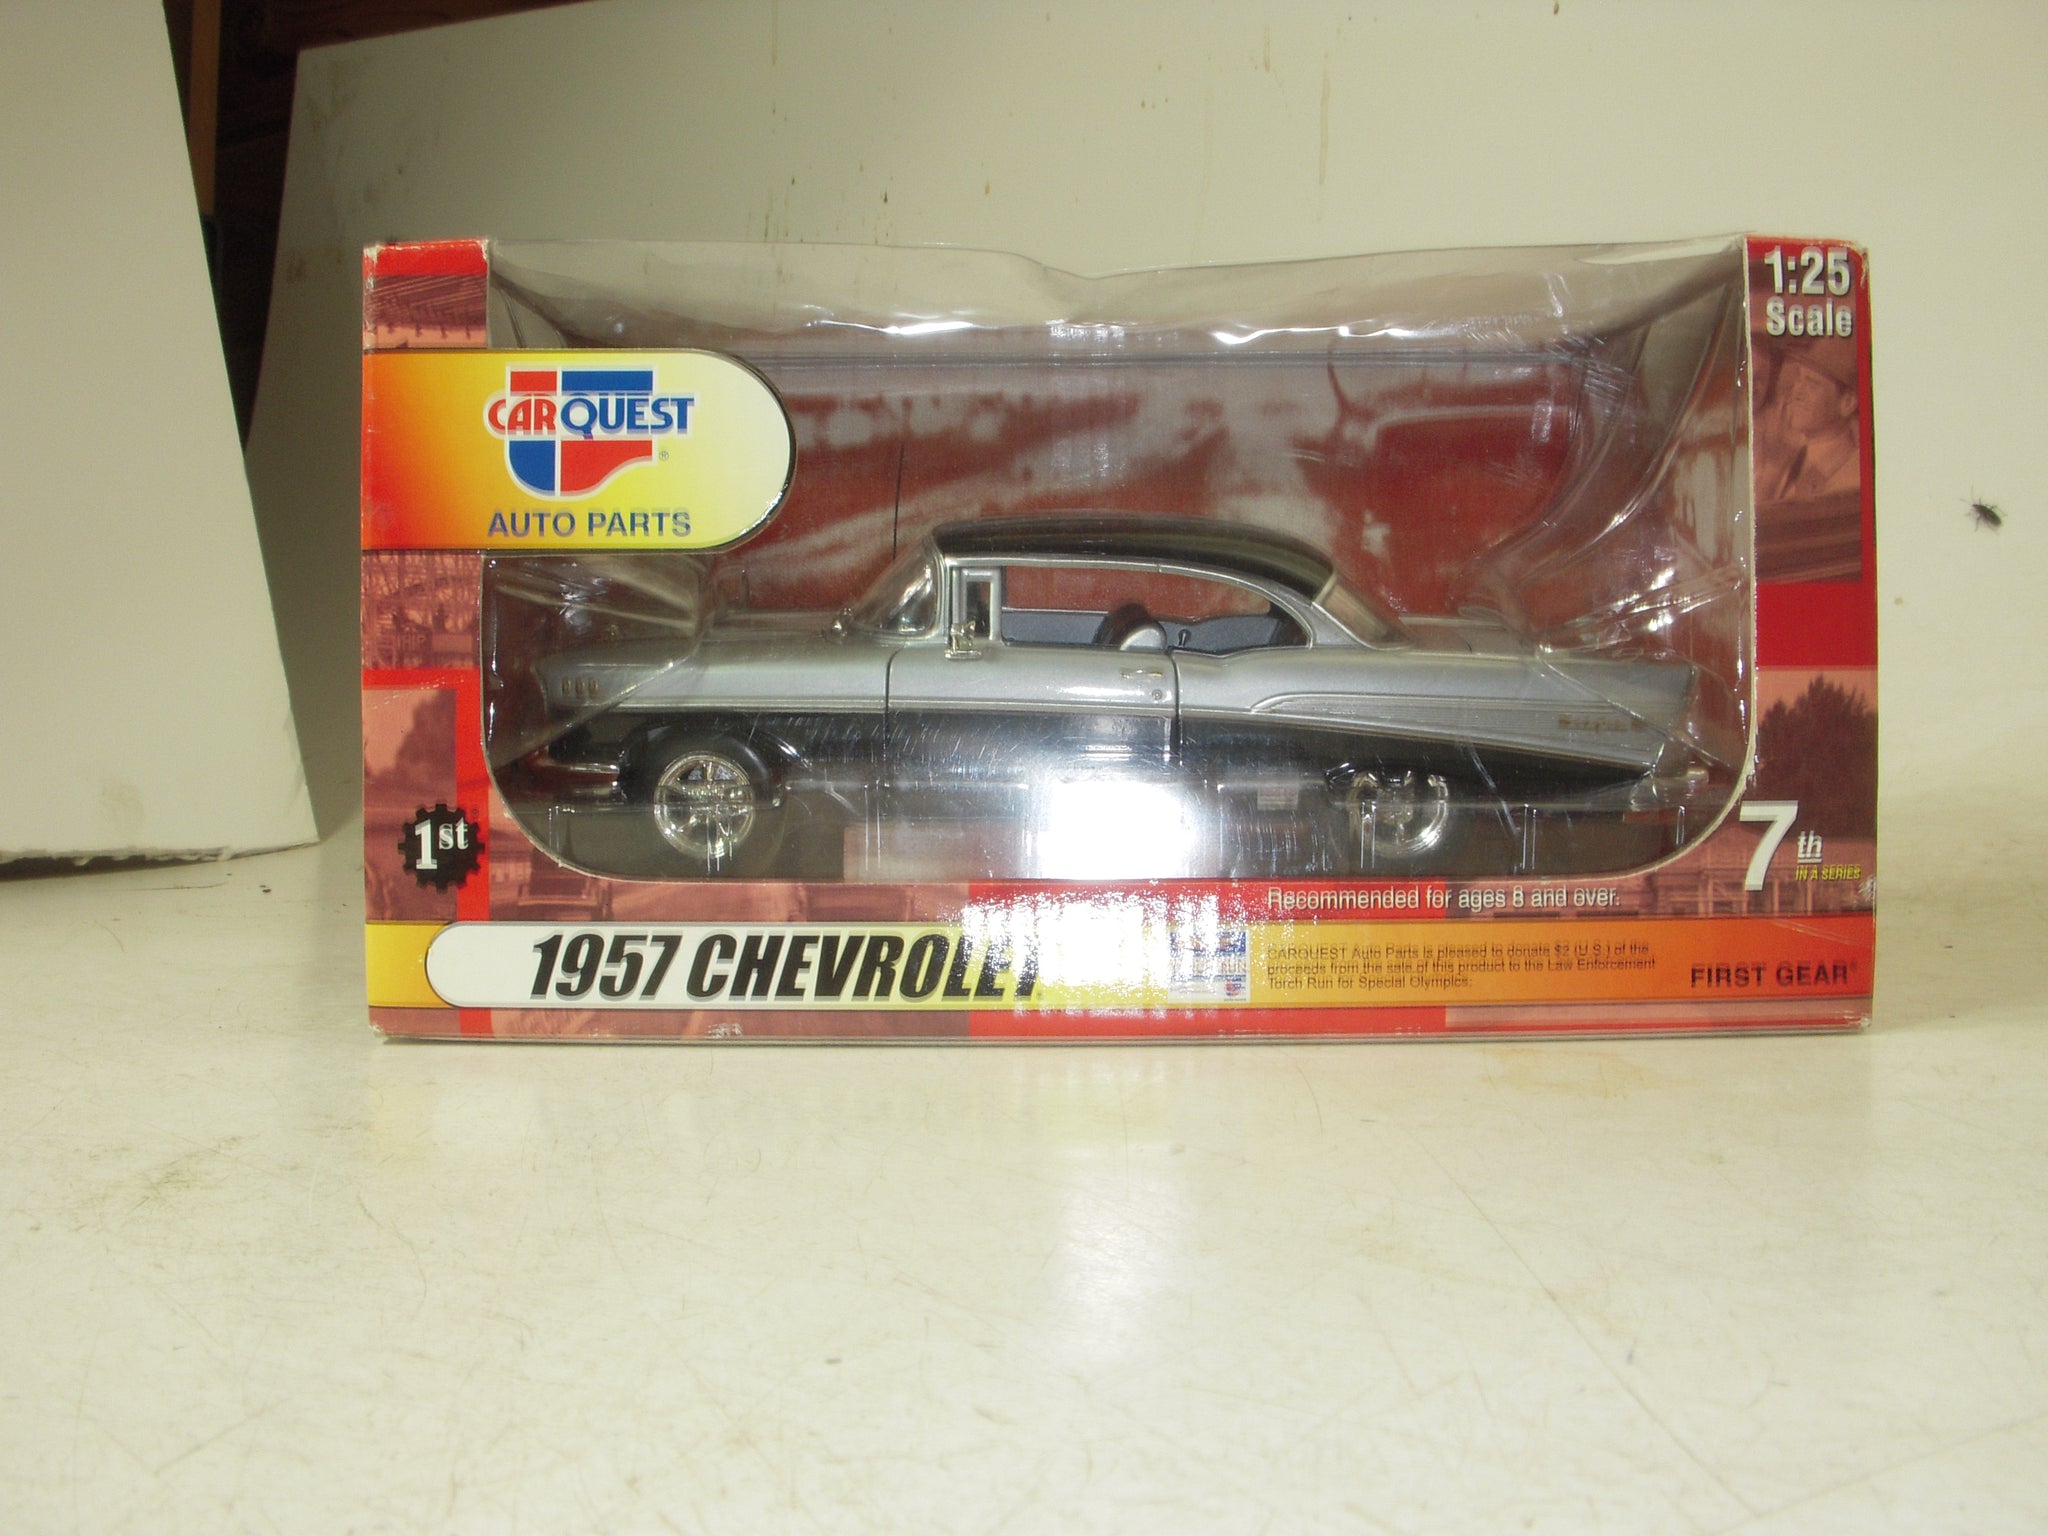 1:25
Scale
CARQUEST
®
AUTO PARTS
1st
7th
IN A SERIES
Recommended for ages 8 and over.
1957 CHEVROLET
CARQUEST Auto Parts is pleased to donate $2 (U.S.) of the
proceeds from the sale of this product to the Law Enforcement
Torch Run for Special Olympics.
RUN
FIRST GEAR®